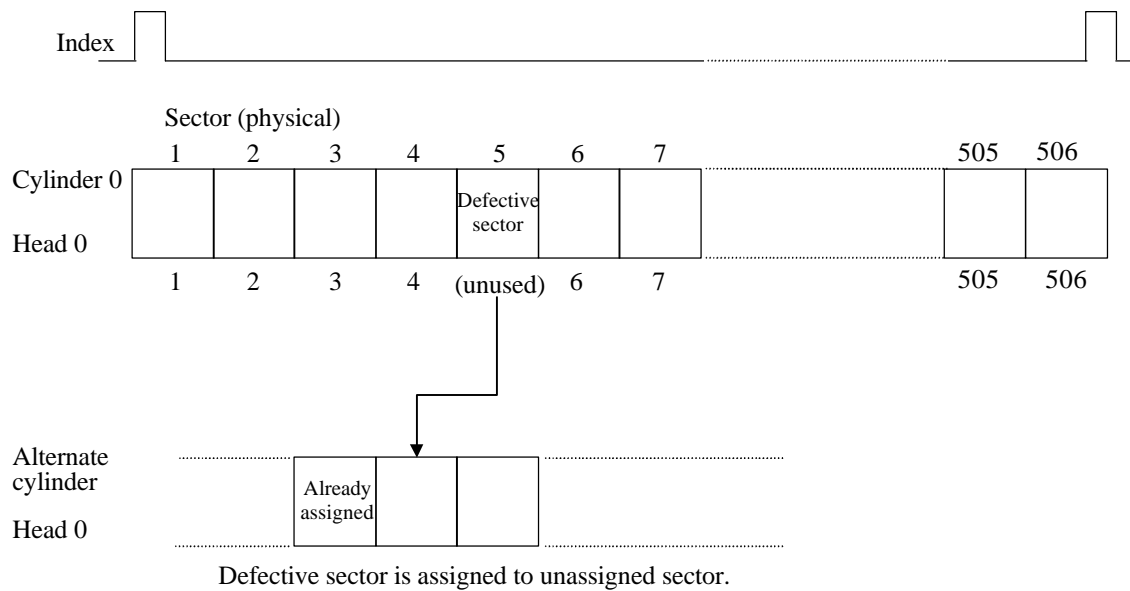 Index
Sector (physical)
1 2 3 4 5 6 7 505 506
Cylinder 0
Defective
sector
Head 0
1 2 3 4 (unused) 6 7 505 506
Alternate
cylinder
Already
assigned
Head 0
Defective sector is assigned to unassigned sector.